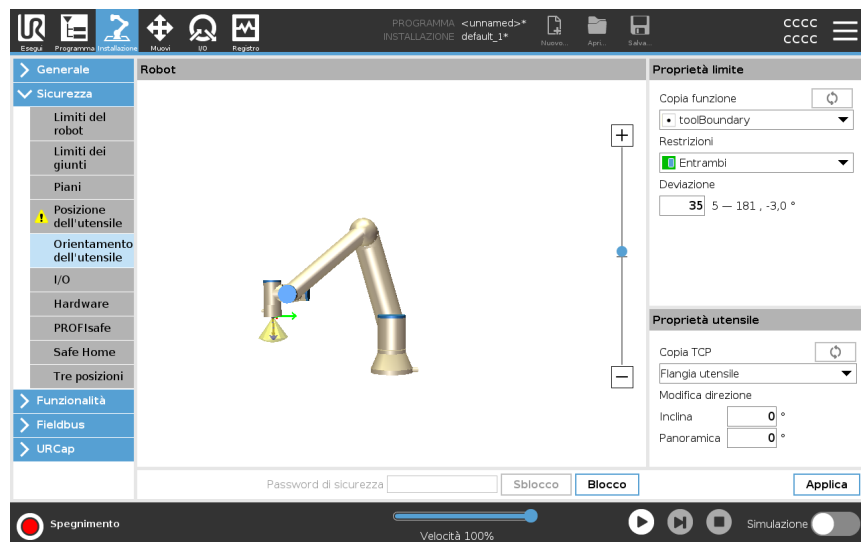 PROGRAMMA <unnamed>*
INSTALLAZIONE default_1*
CCCC
CCCC
Esegui Programma Installazione Muovi I/O Registro Nuovo... Apri... Salva...
Generale
Sicurezza
Limiti del robot
Limiti dei giunti
Piani
Posizione dell'utensile
Orientamento dell'utensile
I/O
Hardware
PROFIsafe
Safe Home
Tre posizioni
Funzionalità
Fieldbus
URCap
Robot
Proprietà limite
Copia funzione
toolBoundary
Restrizioni
Entrambi
Deviazione
35 5 — 181 , -3,0 °
Proprietà utensile
Copia TCP
Flangia utensile
Modifica direzione
Inclina 0 °
Panoramica 0 °
Password di sicurezza Sblocco Blocco Applica
Spegnimento
Velocità 100%
Simulazione